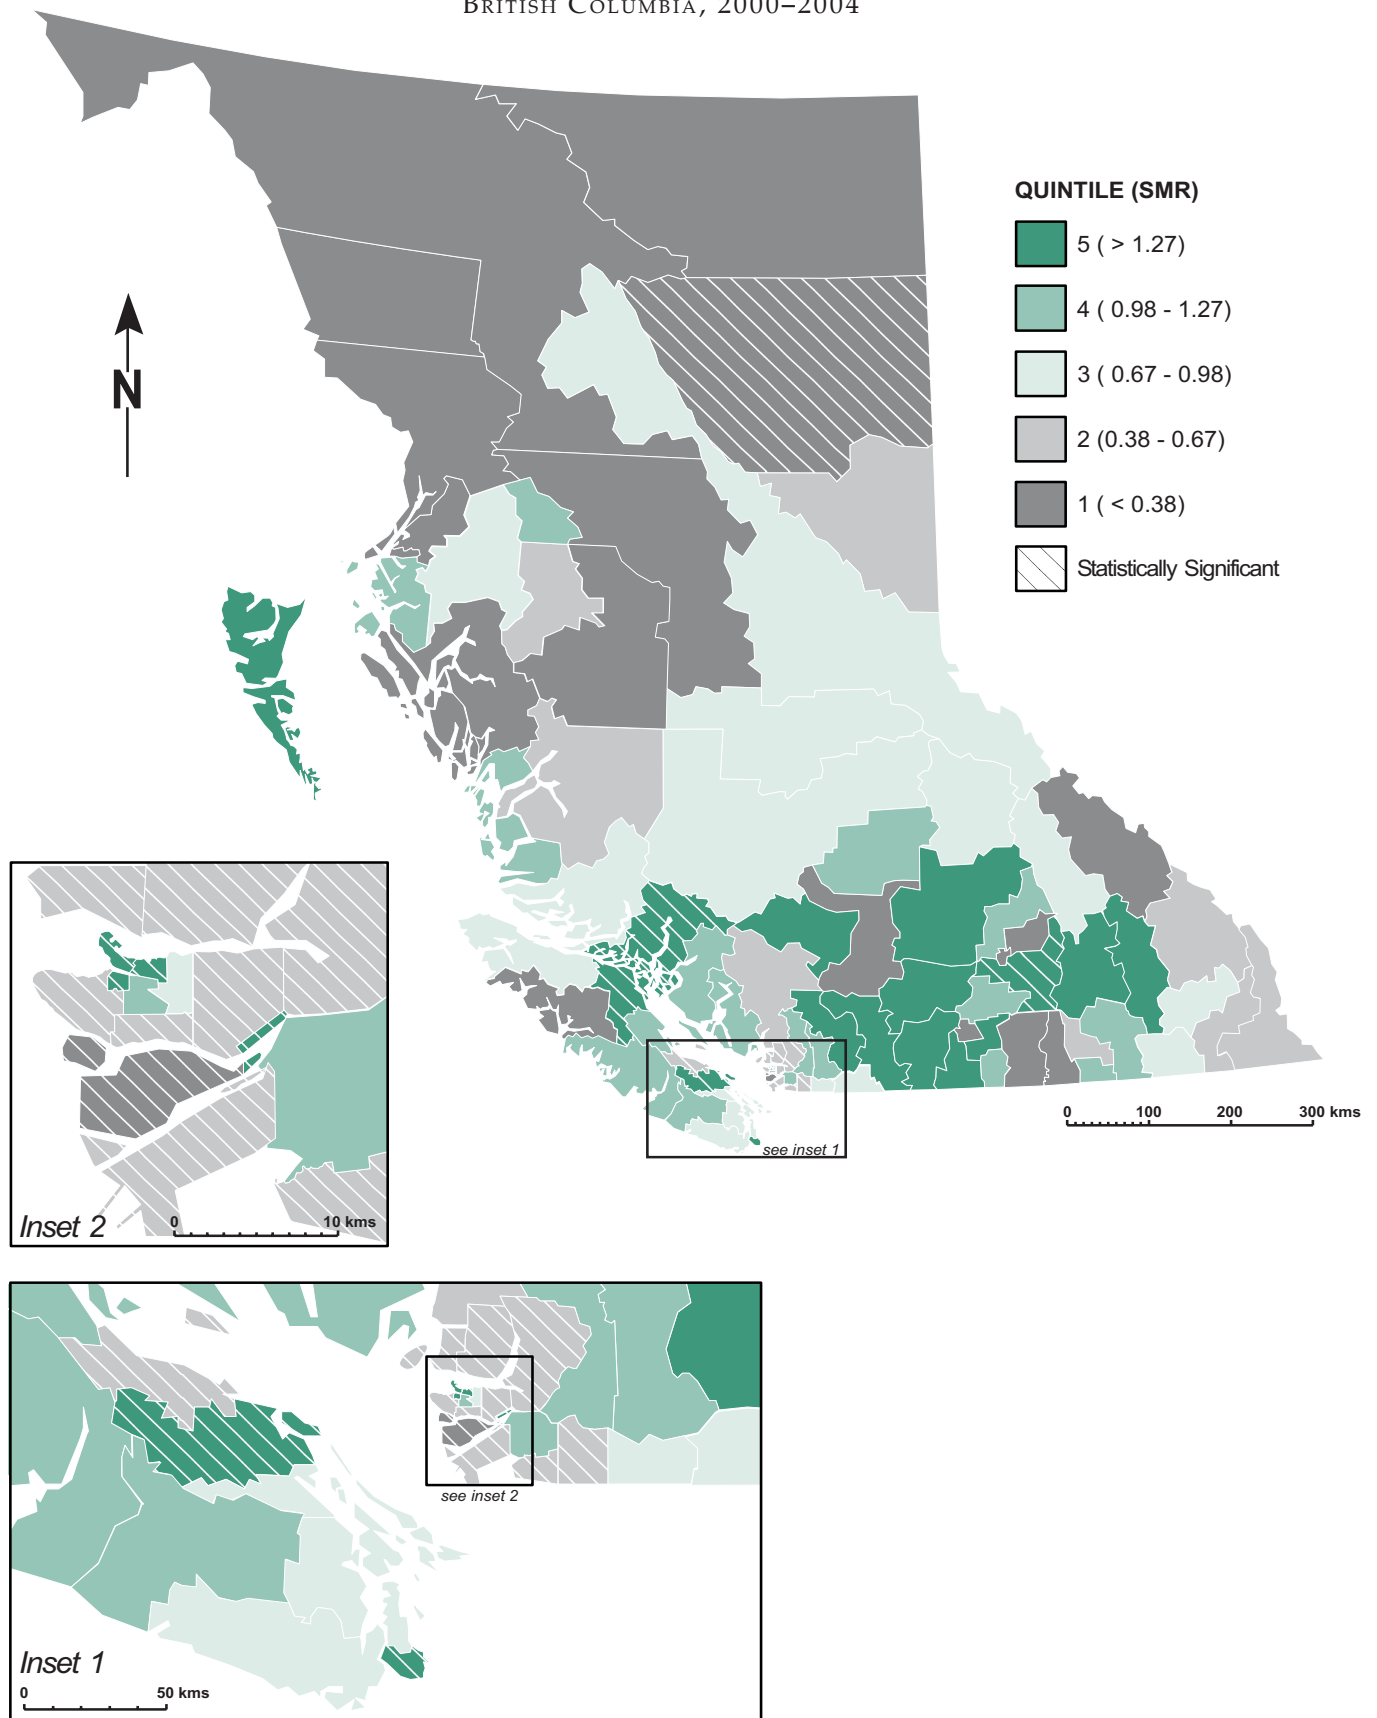 BRITISH COLUMBIA, 2000–2004
QUINTILE (SMR)
5 ( > 1.27)
4 ( 0.98 - 1.27)
3 ( 0.67 - 0.98)
2 (0.38 - 0.67)
1 ( < 0.38)
Statistically Significant
N
0 100 200 300 kms
see inset 1
Inset 2
0 10 kms
see inset 2
Inset 1
0 50 kms